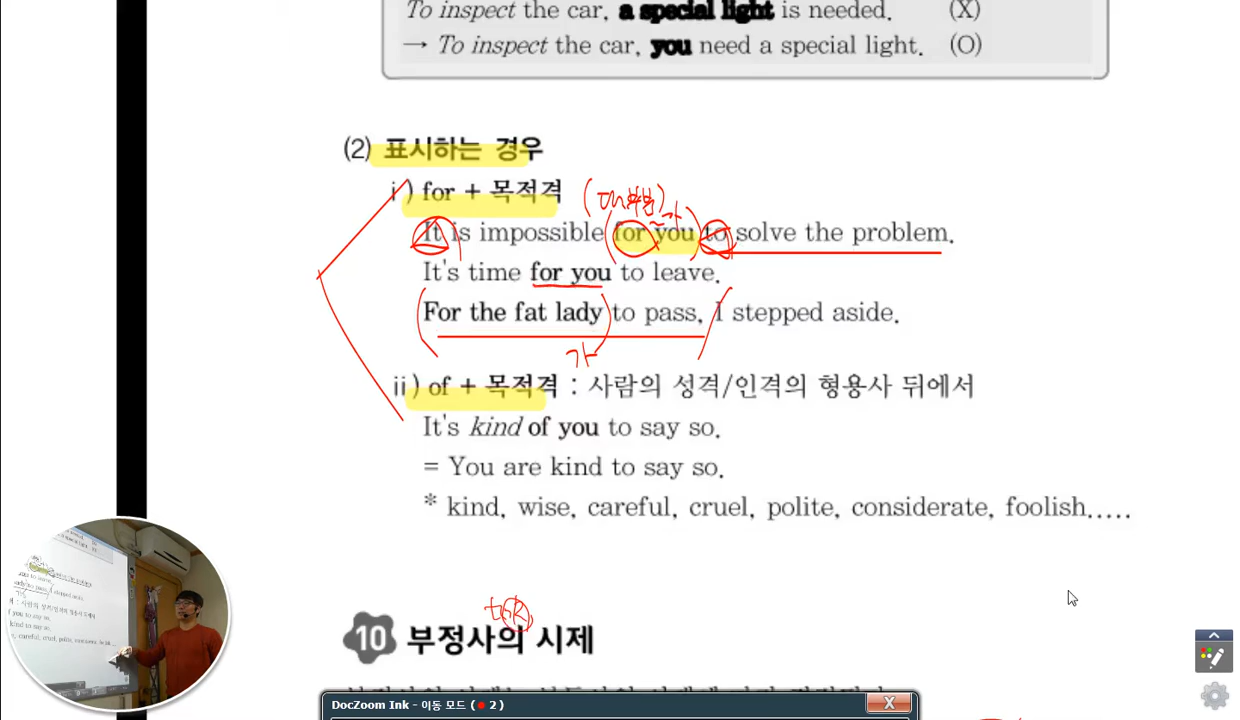 To inspect the car, a special light is needed. (X)
→ To inspect the car, you need a special light. (O)
(2) 표시하는 경우
ⅰ) for + 목적격 (대부분)
It is impossible for you to solve the problem.
It's time for you to leave.
For the fat lady to pass, I stepped aside.
ⅱ) of + 목적격 : 사람의 성격/인격의 형용사 뒤에서
It's kind of you to say so.
= You are kind to say so.
* kind, wise, careful, cruel, polite, considerate, foolish.....
10 부정사의 시제
DocZoom Ink - 이동 모드 ( 2 )